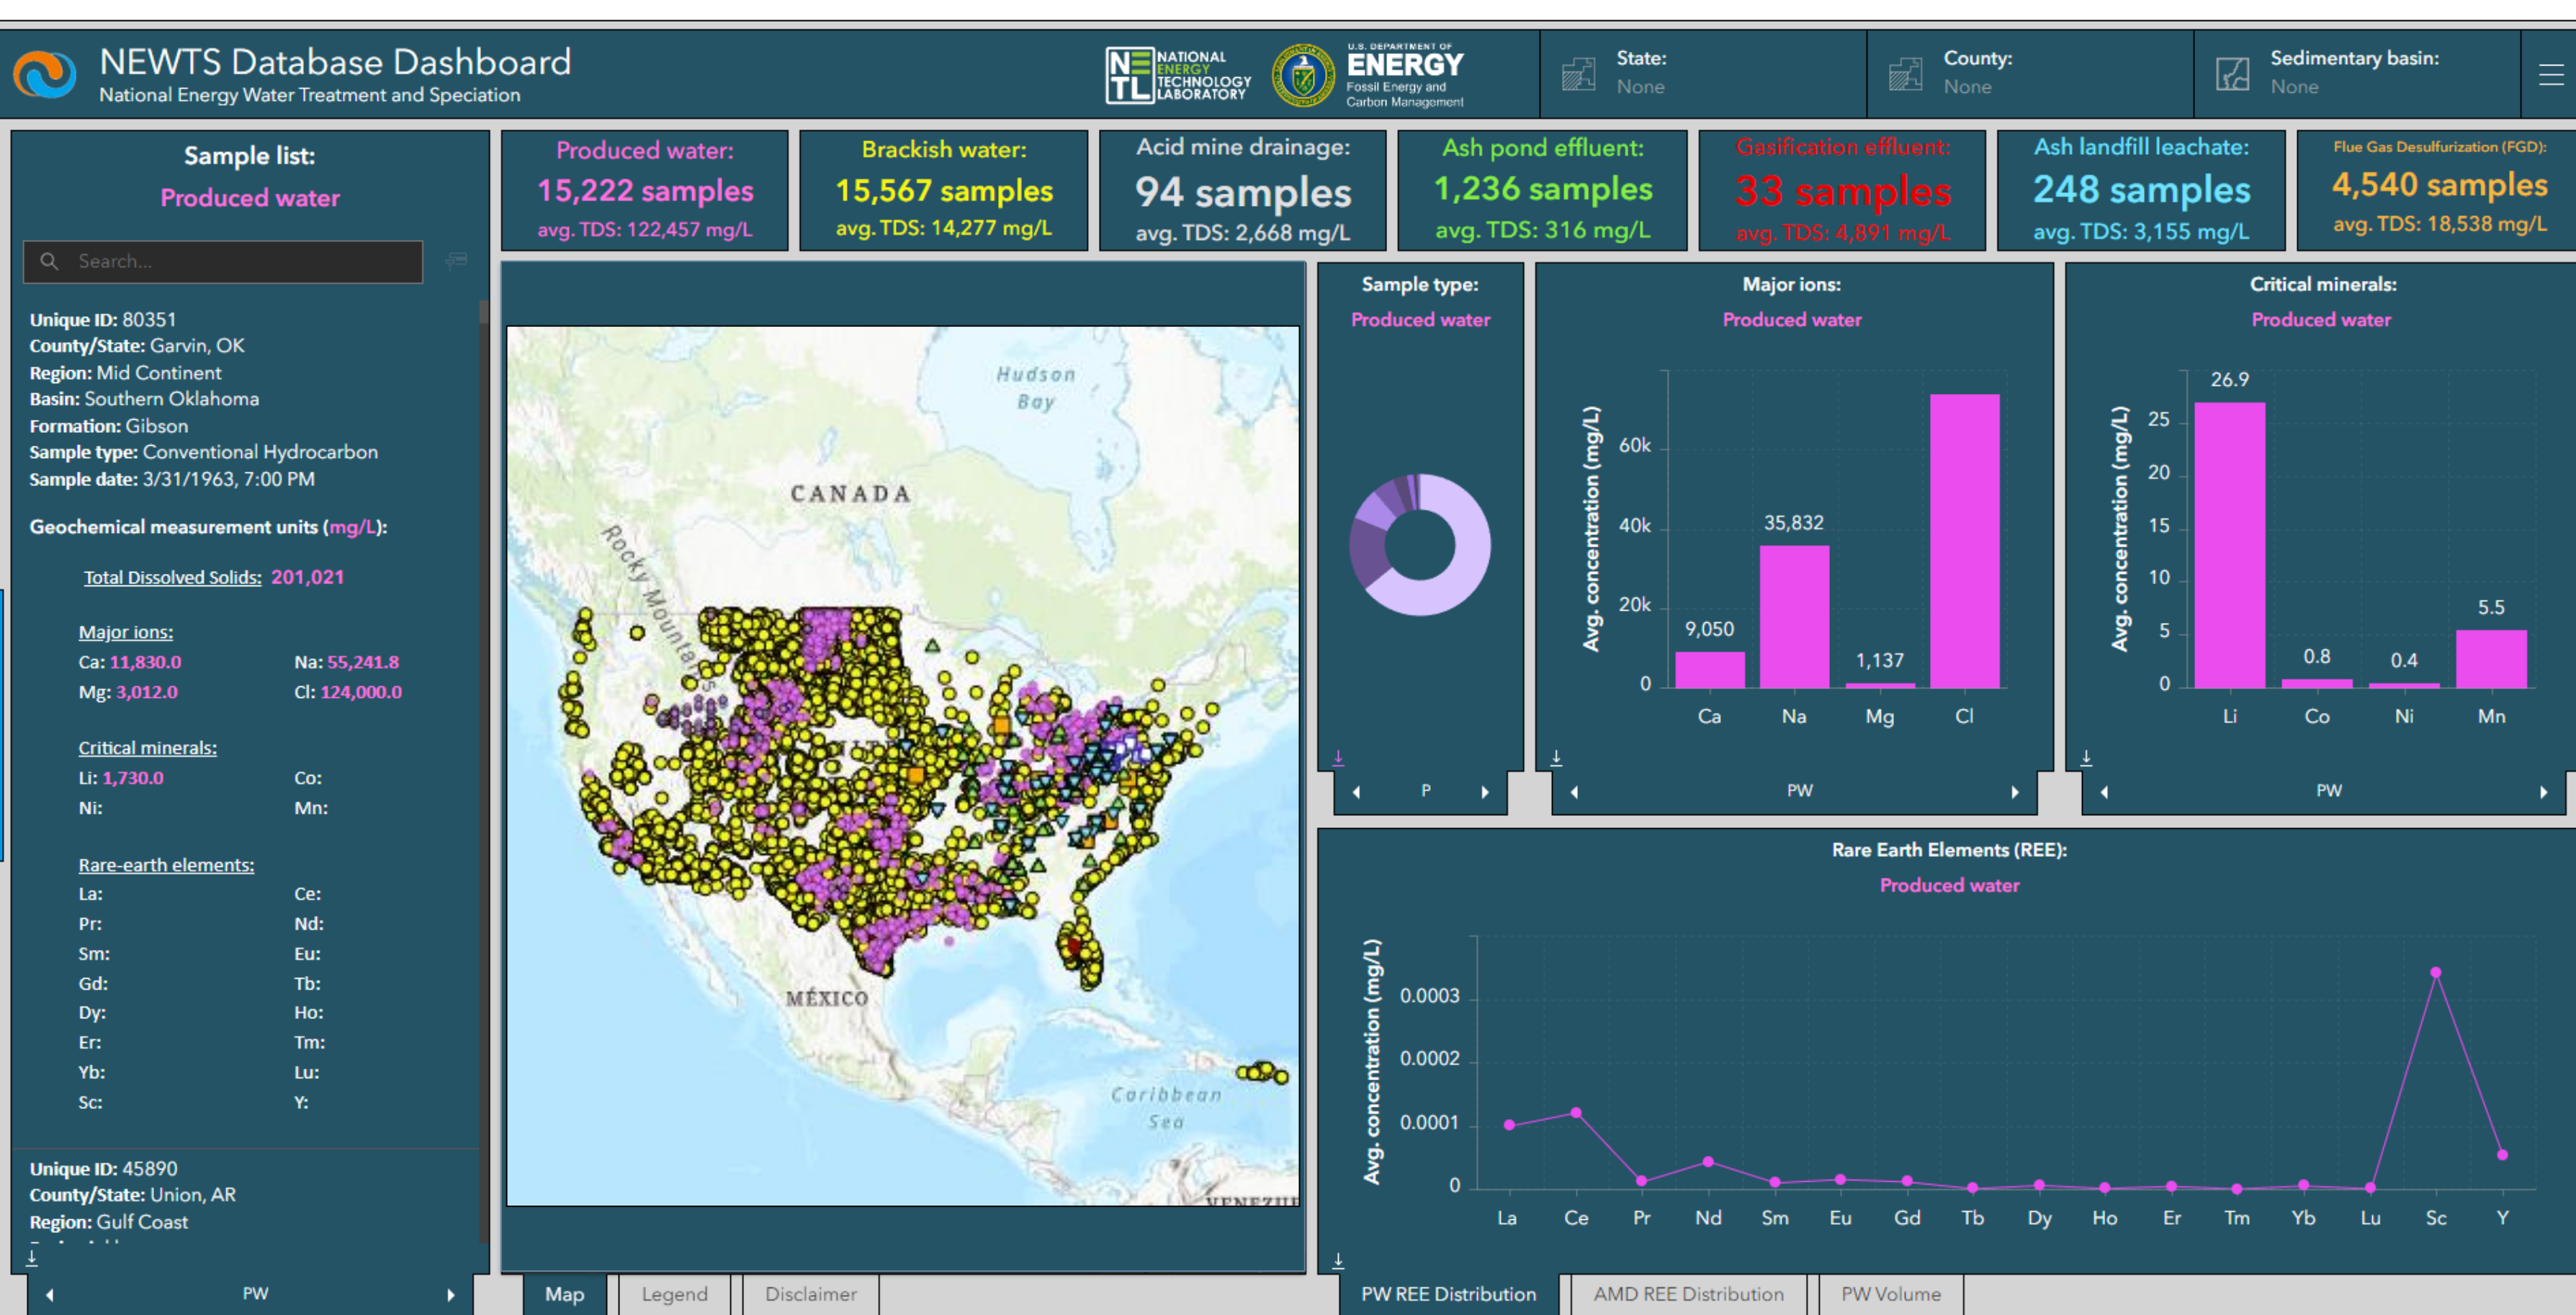 NEWTS Database Dashboard
National Energy Water Treatment and Speciation
NETL NATIONAL ENERGY TECHNOLOGY LABORATORY
U.S. DEPARTMENT OF
ENERGY
Fossil Energy and
Carbon Management
State:
None
County:
None
Sedimentary basin:
None
Sample list:
Produced water
Search...
Unique ID: 80351
County/State: Garvin, OK
Region: Mid Continent
Basin: Southern Oklahoma
Formation: Gibson
Sample type: Conventional Hydrocarbon
Sample date: 3/31/1963, 7:00 PM
Geochemical measurement units (mg/L):
Total Dissolved Solids: 201,021
Major ions:
Ca: 11,830.0 Na: 55,241.8
Mg: 3,012.0 Cl: 124,000.0
Critical minerals:
Li: 1,730.0 Co:
Ni: Mn:
Rare-earth elements:
La: Ce:
Pr: Nd:
Sm: Eu:
Gd: Tb:
Dy: Ho:
Er: Tm:
Yb: Lu:
Sc: Y:
Unique ID: 45890
County/State: Union, AR
Region: Gulf Coast
PW
Produced water:
15,222 samples
avg. TDS: 122,457 mg/L
Brackish water:
15,567 samples
avg. TDS: 14,277 mg/L
Acid mine drainage:
94 samples
avg. TDS: 2,668 mg/L
Ash pond effluent:
1,236 samples
avg. TDS: 316 mg/L
Gasification effluent:
33 samples
avg. TDS: 4,891 mg/L
Ash landfill leachate:
248 samples
avg. TDS: 3,155 mg/L
Flue Gas Desulfurization (FGD):
4,540 samples
avg. TDS: 18,538 mg/L
Hudson
Bay
CANADA
Rocky Mountains
MÉXICO
Caribbean
Sea
Map Legend Disclaimer
Sample type:
Produced water
P
Major ions:
Produced water
Avg. concentration (mg/L)
60k
40k
20k
0
9,050
35,832
1,137
Ca Na Mg Cl
PW
Critical minerals:
Produced water
Avg. concentration (mg/L)
25
20
15
10
5
0
26.9
0.8
0.4
5.5
Li Co Ni Mn
PW
Rare Earth Elements (REE):
Produced water
Avg. concentration (mg/L)
0.0003
0.0002
0.0001
0
La Ce Pr Nd Sm Eu Gd Tb Dy Ho Er Tm Yb Lu Sc Y
PW REE Distribution AMD REE Distribution PW Volume